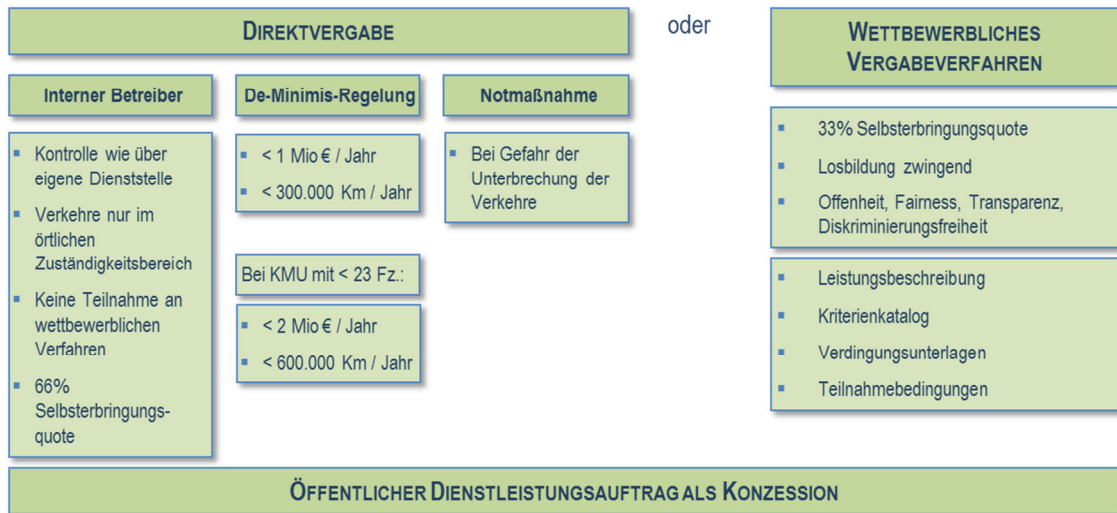 DIREKTVERGABE
oder
WETTBEWERBLICHES
VERGABEVERFAHREN
Interner Betreiber
▪ Kontrolle wie über
eigene Dienststelle
▪ Verkehre nur im
örtlichen
Zuständigkeitsbereich
▪ Keine Teilnahme an
wettbewerblichen
Verfahren
▪ 66%
Selbsterbringungs-
quote
De-Minimis-Regelung
▪ < 1 Mio € / Jahr
▪ < 300.000 Km / Jahr
Bei KMU mit < 23 Fz.:
▪ < 2 Mio € / Jahr
▪ < 600.000 Km / Jahr
Notmaßnahme
▪ Bei Gefahr der
Unterbrechung der
Verkehre
▪ 33% Selbsterbringungsquote
▪ Losbildung zwingend
▪ Offenheit, Fairness, Transparenz,
Diskriminierungsfreiheit
▪ Leistungsbeschreibung
▪ Kriterienkatalog
▪ Verdingungsunterlagen
▪ Teilnahmebedingungen
ÖFFENTLICHER DIENSTLEISTUNGSAUFTRAG ALS KONZESSION